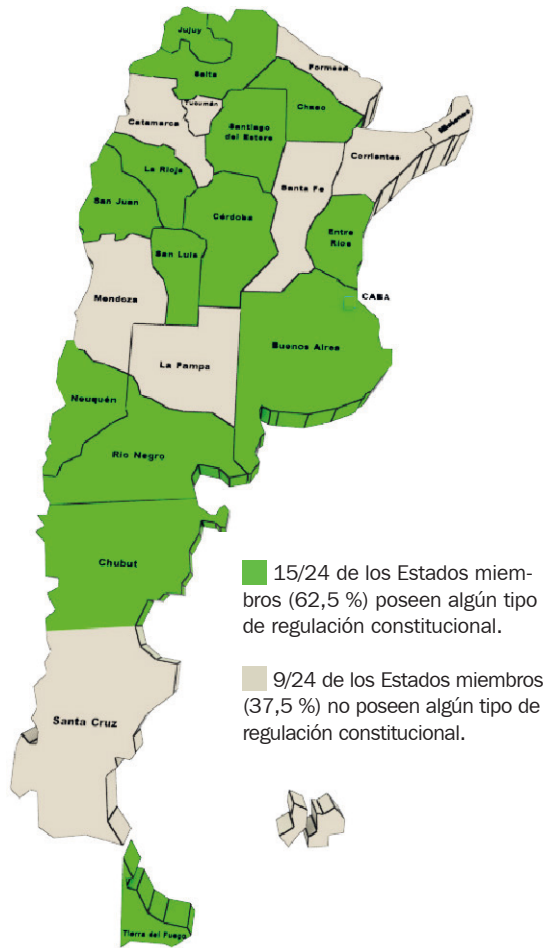 Jujuy
Salta
Formosa
Chaco
Tucumán
Catamarca
Santiago
del Estero
Misiones
Corrientes
La Rioja
Santa Fe
San Juan
Córdoba
Entre
Ríos
San Luis
CABA
Mendoza
Buenos Aires
La Pampa
Neuquén
Río Negro
Chubut
15/24 de los Estados miem-
bros (62,5 %) poseen algún tipo
de regulación constitucional.
9/24 de los Estados miembros
(37,5 %) no poseen algún tipo de
regulación constitucional.
Santa Cruz
Tierra del Fuego